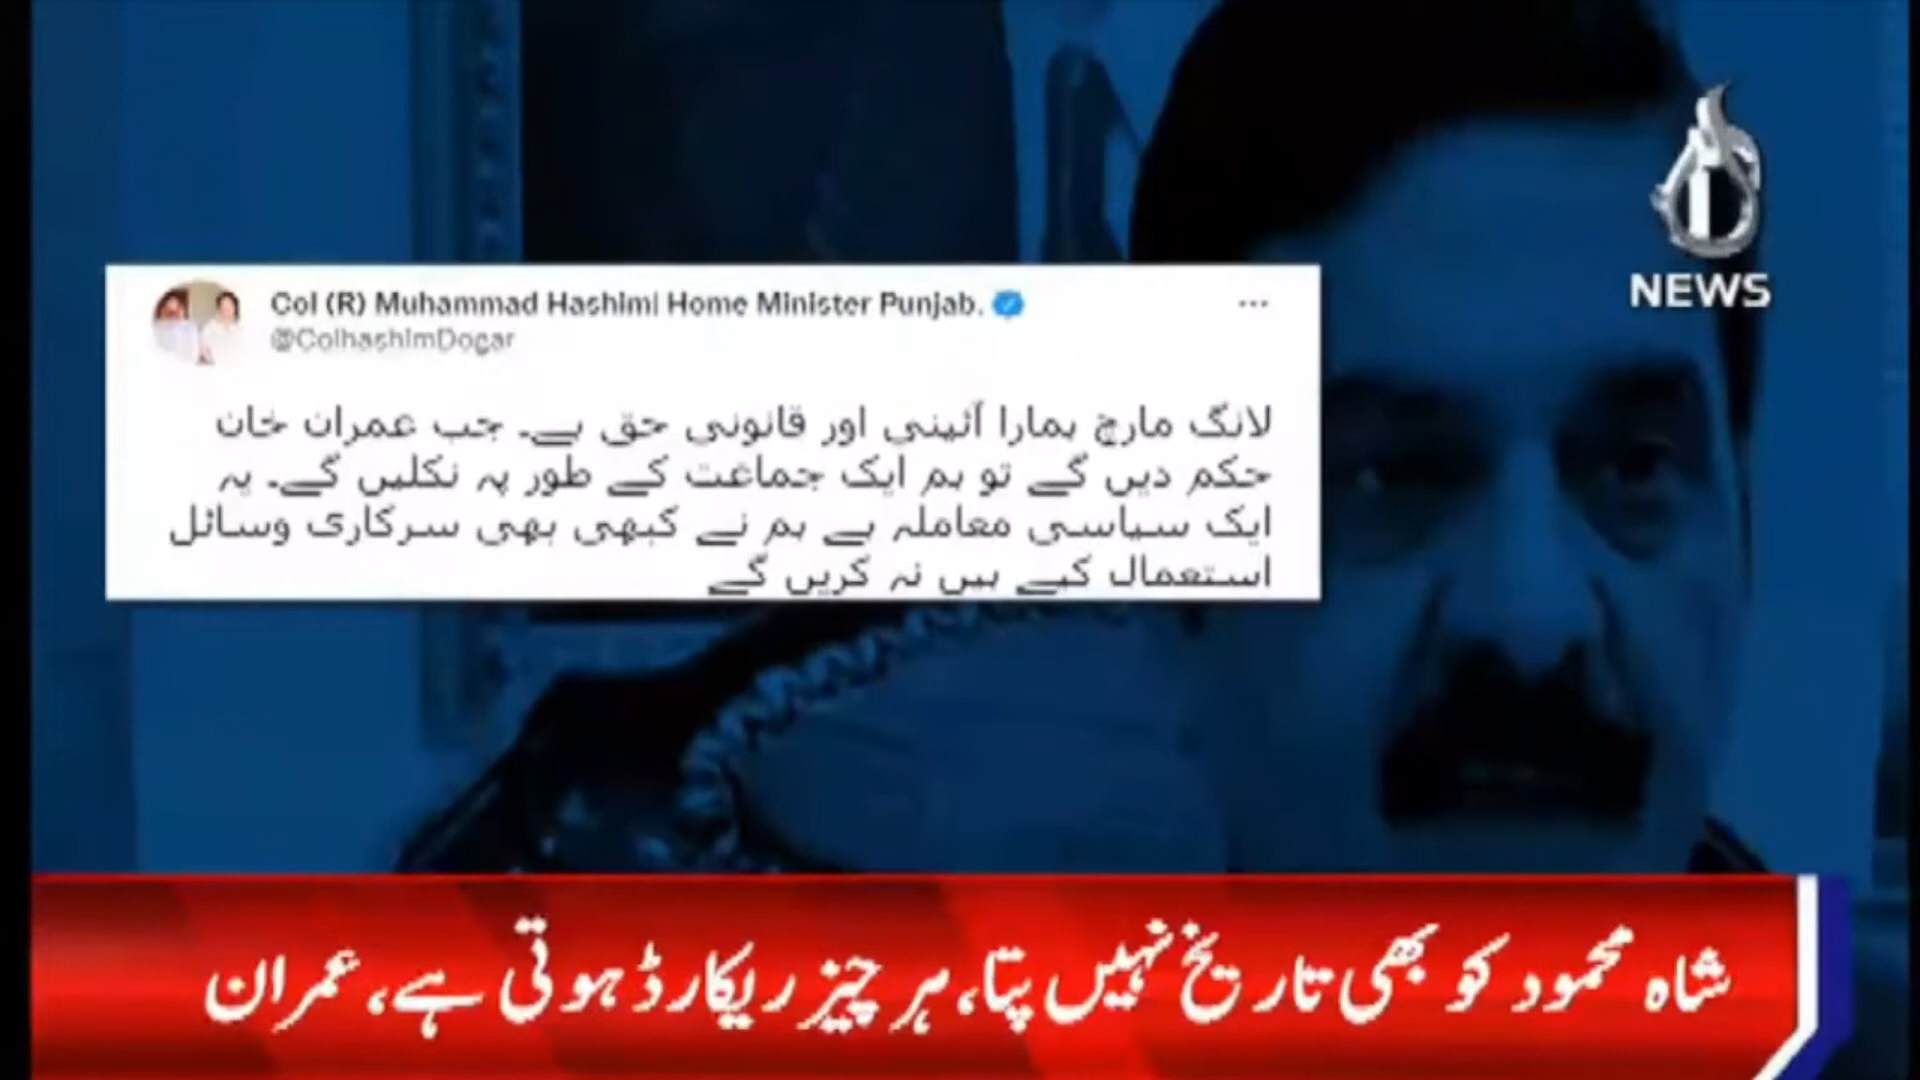 NEWS
Col (R) Muhammad Hashim| Home Minister Punjab.
@ColhashimDogar
لانگ مارچ ہمارا آئینی اور قانونی حق ہے۔ جب عمران خان
حکم دیں گے تو ہم ایک جماعت کے طور پہ نکلیں گے۔ یہ
ایک سیاسی معاملہ ہے ہم نے کبھی بھی سرکاری وسائل
استعمال کیے ہیں نہ کریں گے
شاہ محمود کو بھی تاریخ نہیں پتا، ہر چیز ریکارڈ ہوتی ہے، عمران